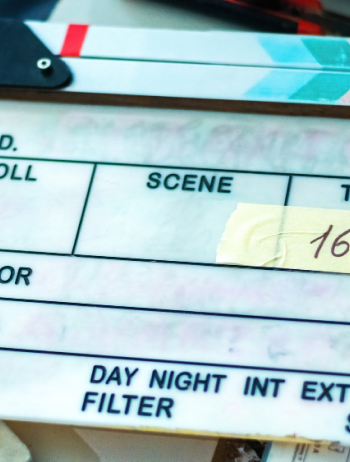 D.
OLL SCENE T
16
OR
DAY NIGHT INT EXT
FILTER S